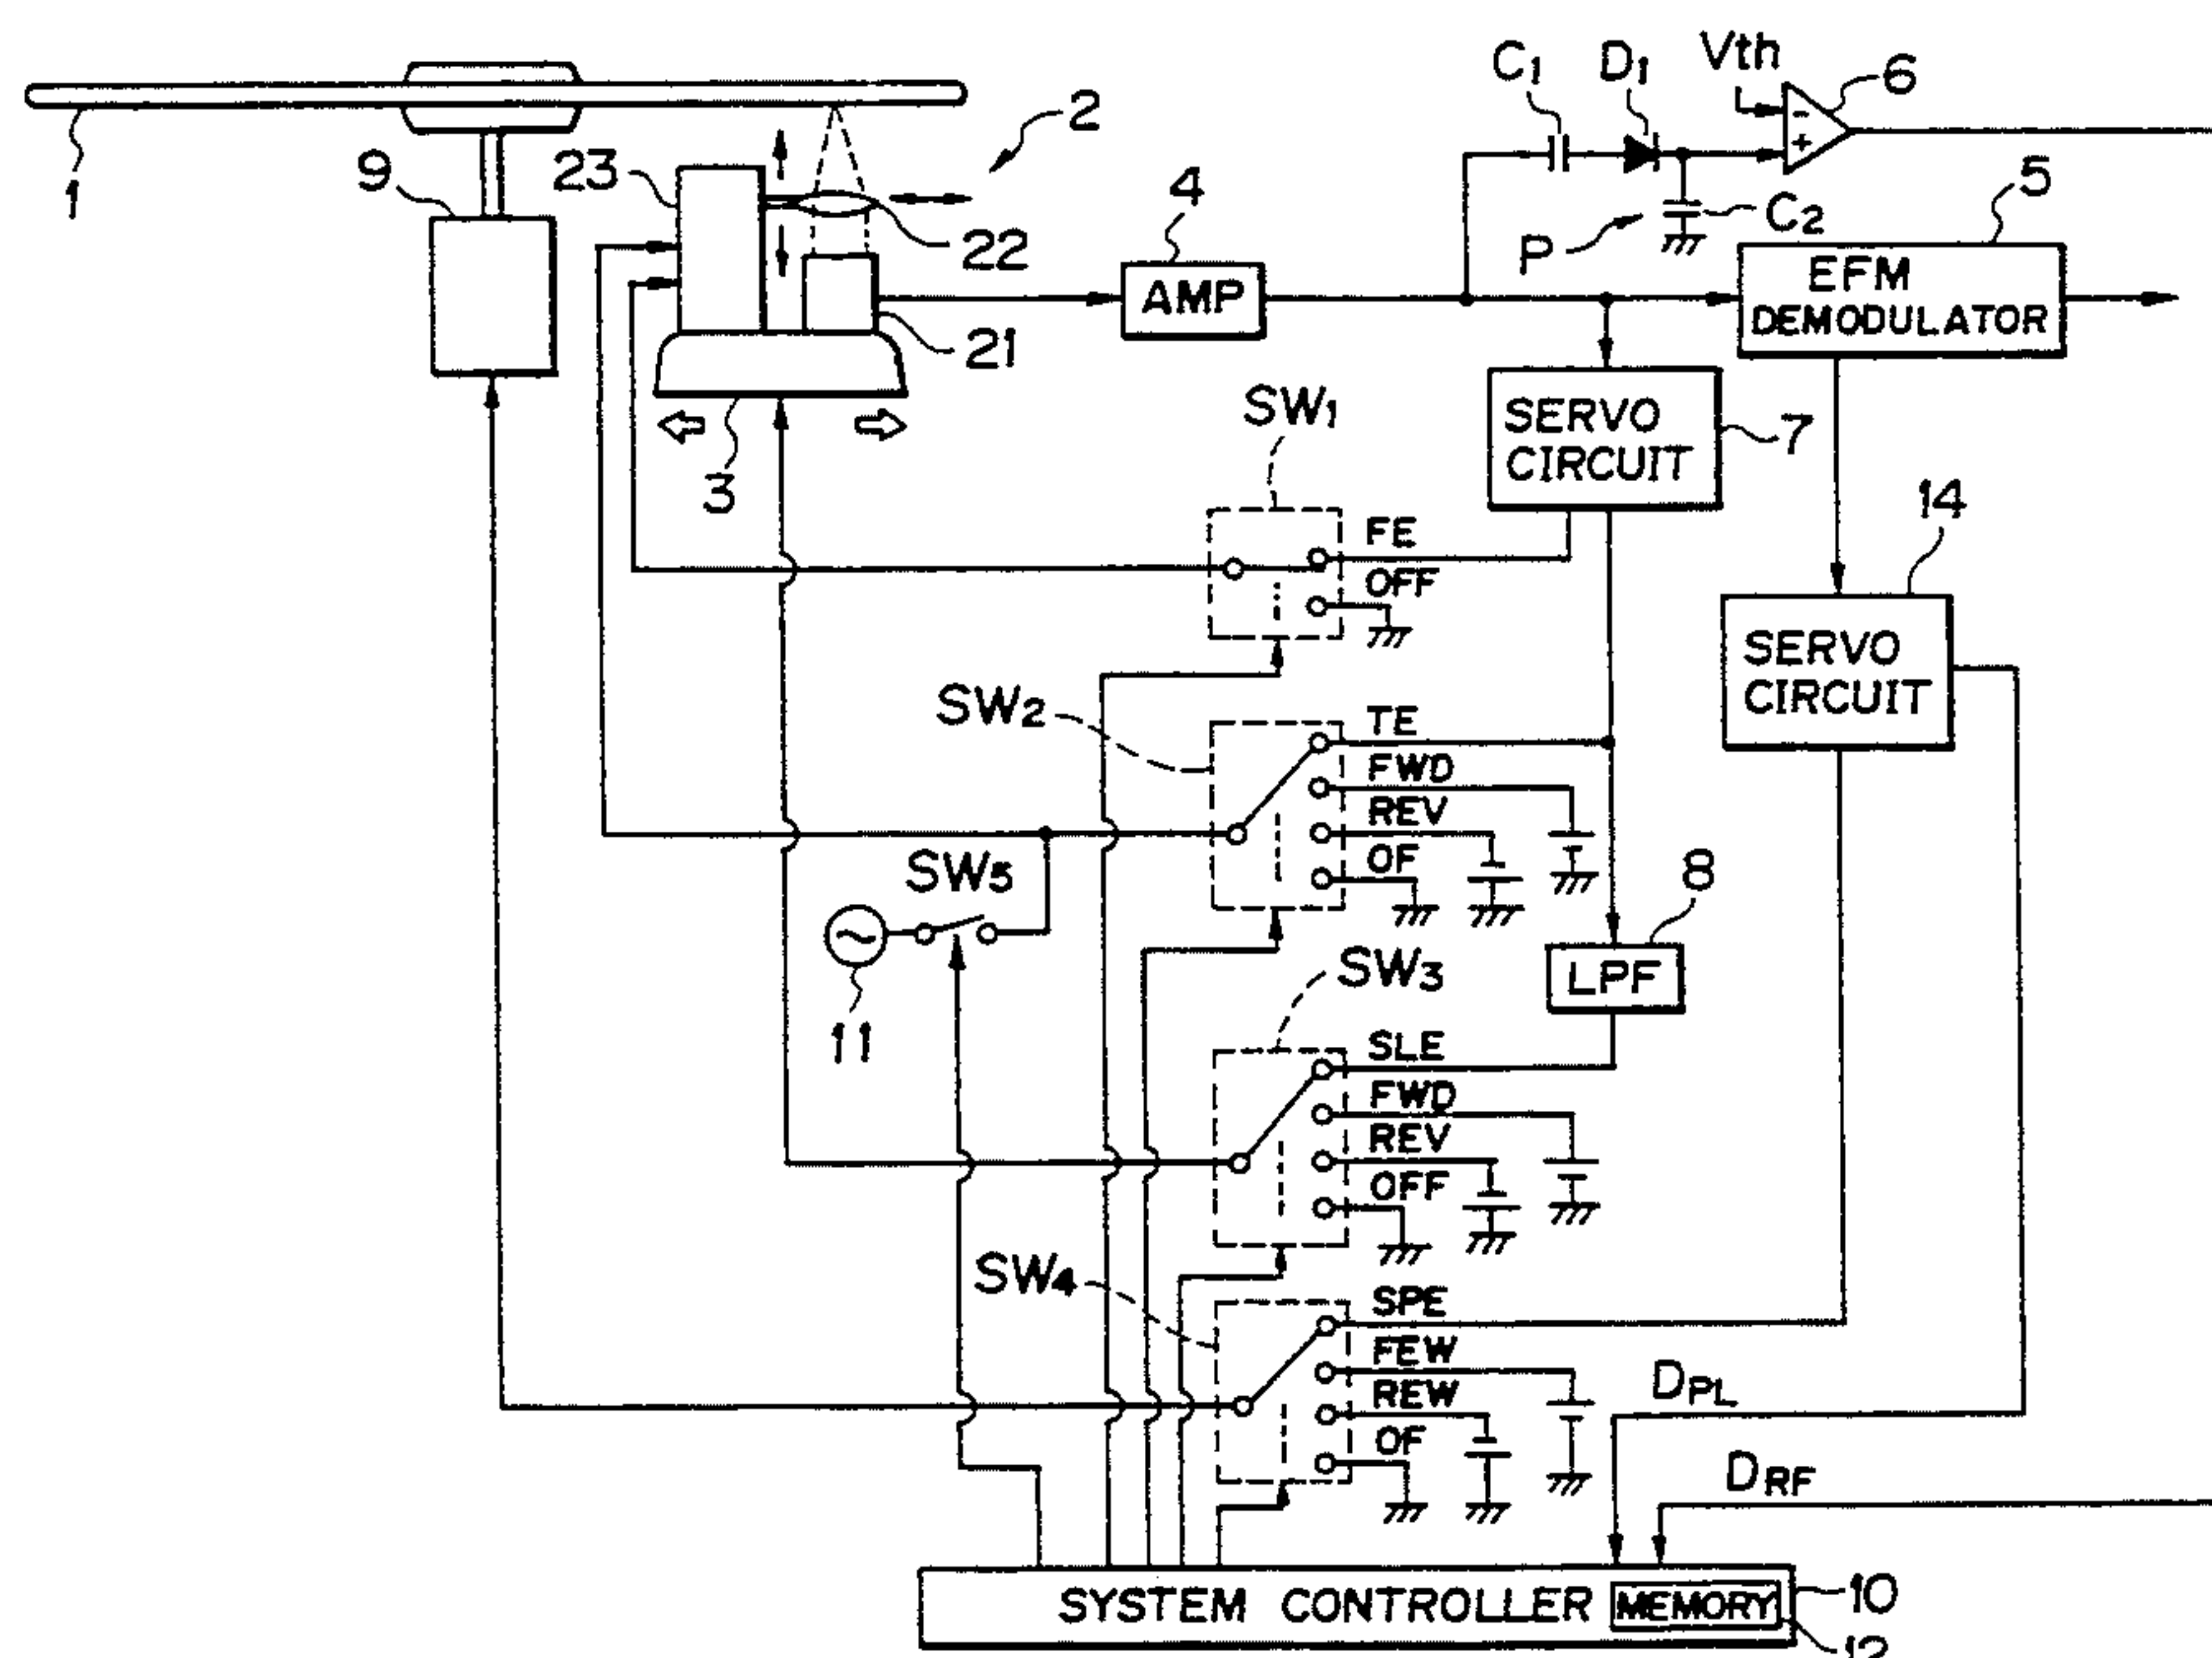 Vth
C1
D1
6
2
1
9
23
4
5
C2
P
22
EFM
DEMODULATOR
AMP
21
SW1
SERVO
CIRCUIT
7
3
14
FE
OFF
SERVO
CIRCUIT
SW2
TE
FWD
REV
OF
SW5
8
LPF
11
SW3
SLE
FWD
REV
OFF
SW4
SPE
FEW
REW
OF
DPL
DRF
SYSTEM CONTROLLER
MEMORY
10
12